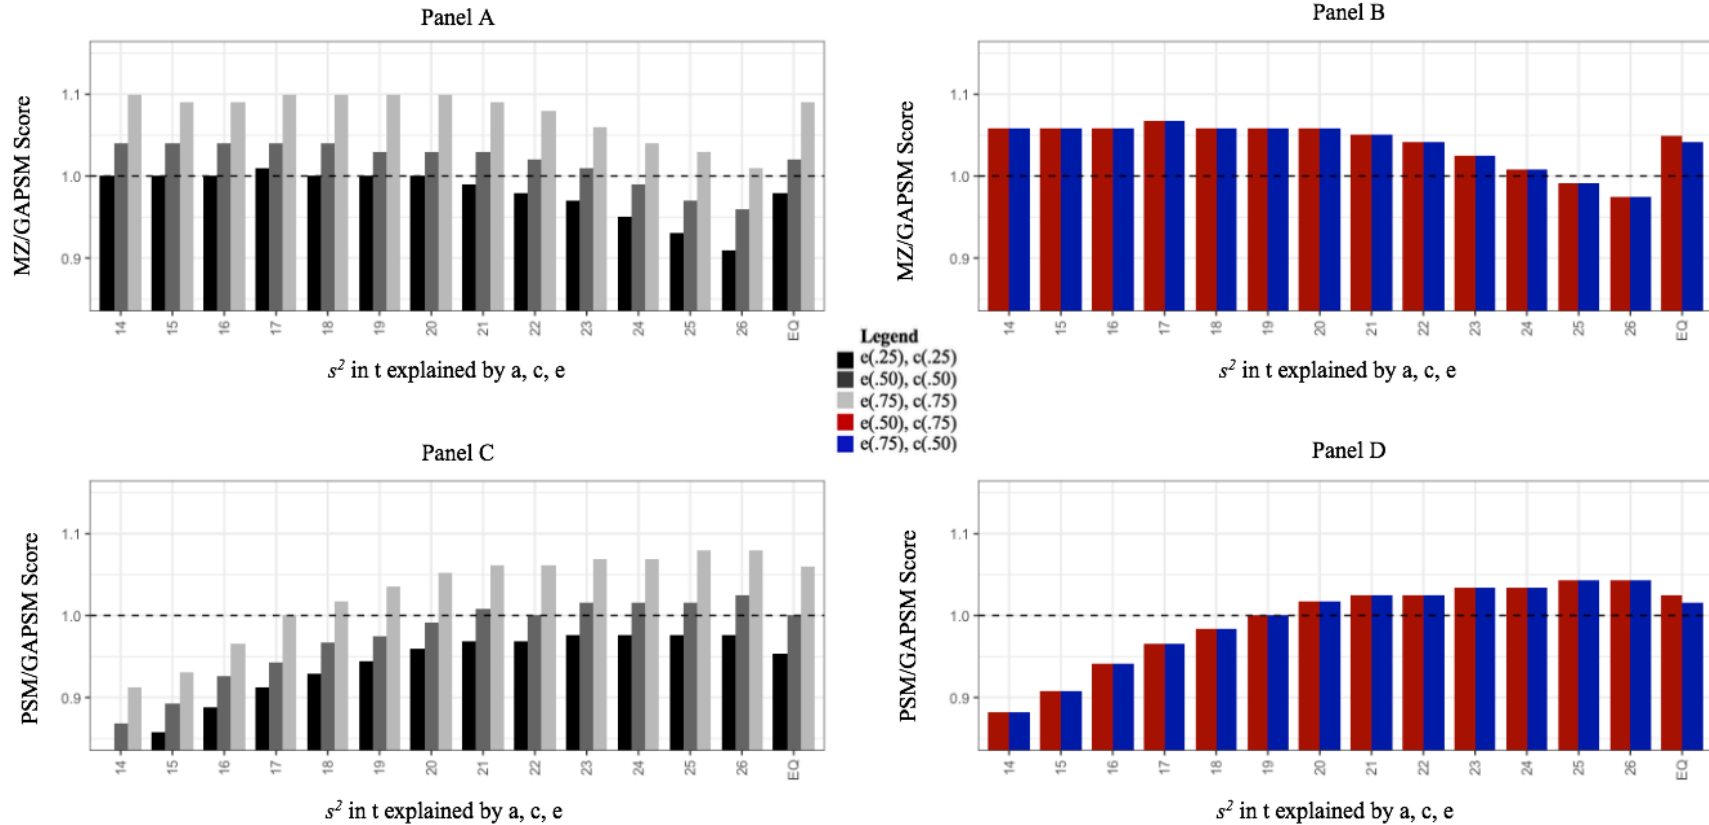 Panel A
MZ/GAPSM Score
1.1
1.0
0.9
14 15 16 17 18 19 20 21 22 23 24 25 26 EQ
s² in t explained by a, c, e
Panel B
MZ/GAPSM Score
1.1
1.0
0.9
14 15 16 17 18 19 20 21 22 23 24 25 26 EQ
s² in t explained by a, c, e
Legend
e(.25), c(.25)
e(.50), c(.50)
e(.75), c(.75)
e(.50), c(.75)
e(.75), c(.50)
Panel C
PSM/GAPSM Score
1.1
1.0
0.9
14 15 16 17 18 19 20 21 22 23 24 25 26 EQ
s² in t explained by a, c, e
Panel D
PSM/GAPSM Score
1.1
1.0
0.9
14 15 16 17 18 19 20 21 22 23 24 25 26 EQ
s² in t explained by a, c, e